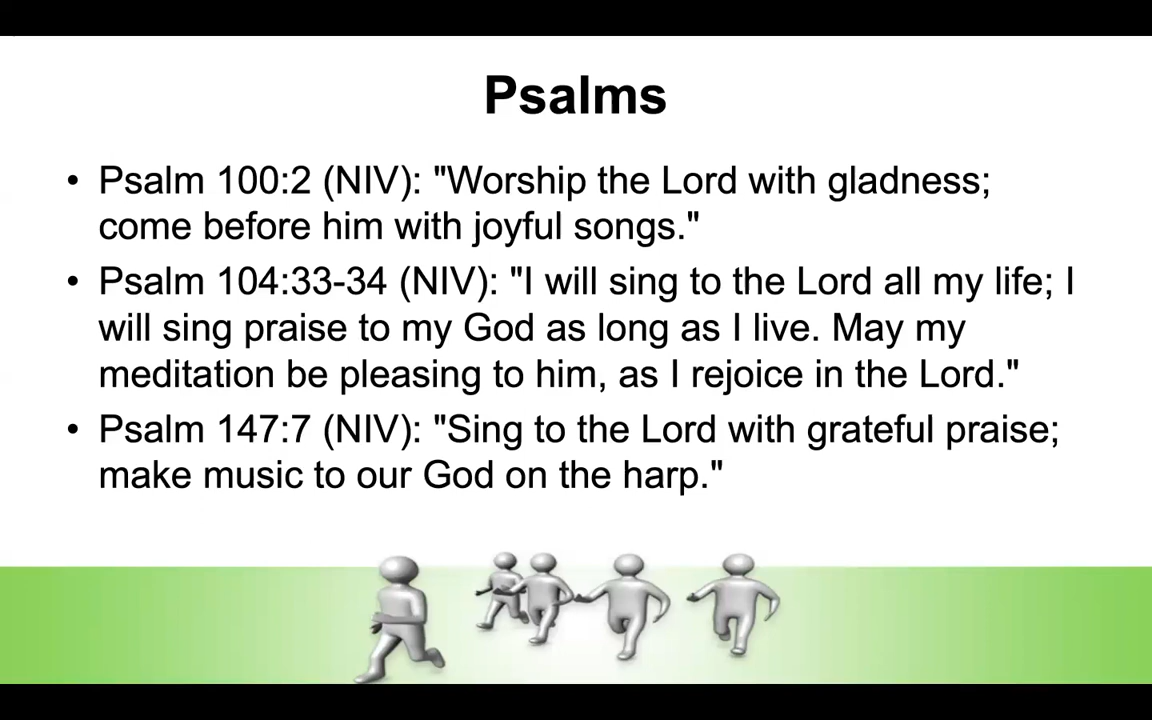 Psalms
• Psalm 100:2 (NIV): "Worship the Lord with gladness;
come before him with joyful songs."
• Psalm 104:33-34 (NIV): "I will sing to the Lord all my life; I
will sing praise to my God as long as I live. May my
meditation be pleasing to him, as I rejoice in the Lord."
• Psalm 147:7 (NIV): "Sing to the Lord with grateful praise;
make music to our God on the harp."